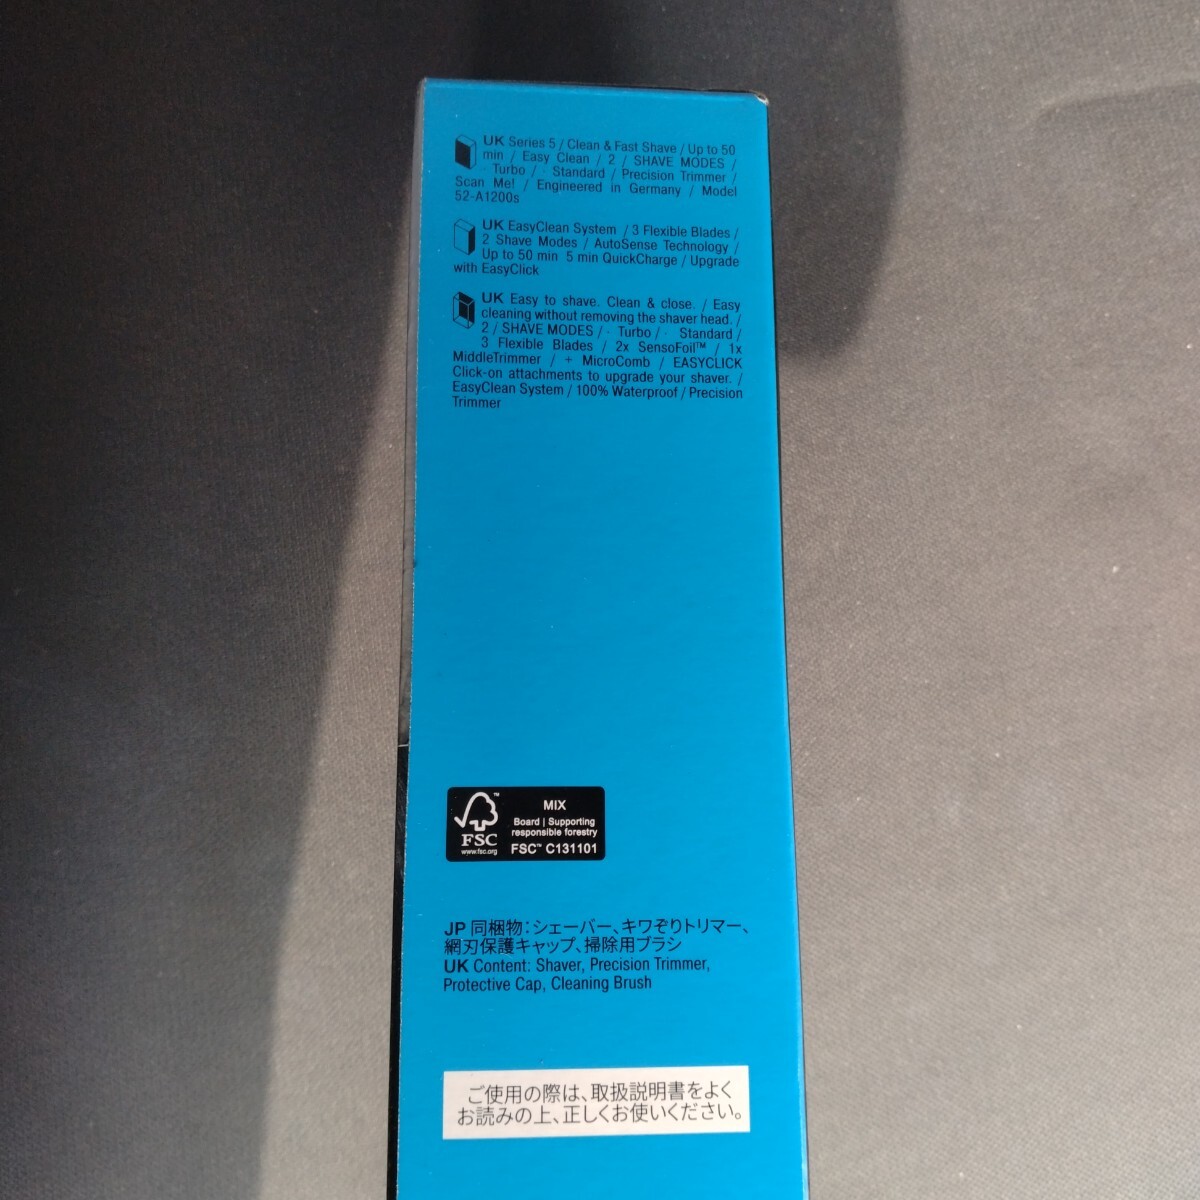 UK Series 5 / Clean & Fast Shave / Up to 50
min / Easy Clean / 2 / SHAVE MODES /
· Turbo / · Standard / Precision Trimmer /
Scan Me! / Engineered in Germany / Model
52-A1200s
UK EasyClean System / 3 Flexible Blades /
2 Shave Modes / AutoSense Technology /
Up to 50 min 5 min QuickCharge / Upgrade
with EasyClick
UK Easy to shave. Clean & close. / Easy
cleaning without removing the shaver head. /
2 / SHAVE MODES / · Turbo / · Standard /
3 Flexible Blades / 2x SensoFoil™ / 1x
MiddleTrimmer / + MicroComb / EASYCLICK
Click-on attachments to upgrade your shaver. /
EasyClean System / 100% Waterproof / Precision
Trimmer
FSC
www.fsc.org
MIX
Board | Supporting
responsible forestry
FSC™ C131101
JP 同梱物：シェーバー、キワぞりトリマー、
網刃保護キャップ、掃除用ブラシ
UK Content: Shaver, Precision Trimmer,
Protective Cap, Cleaning Brush
ご使用の際は、取扱説明書をよく
お読みの上、正しくお使いください。